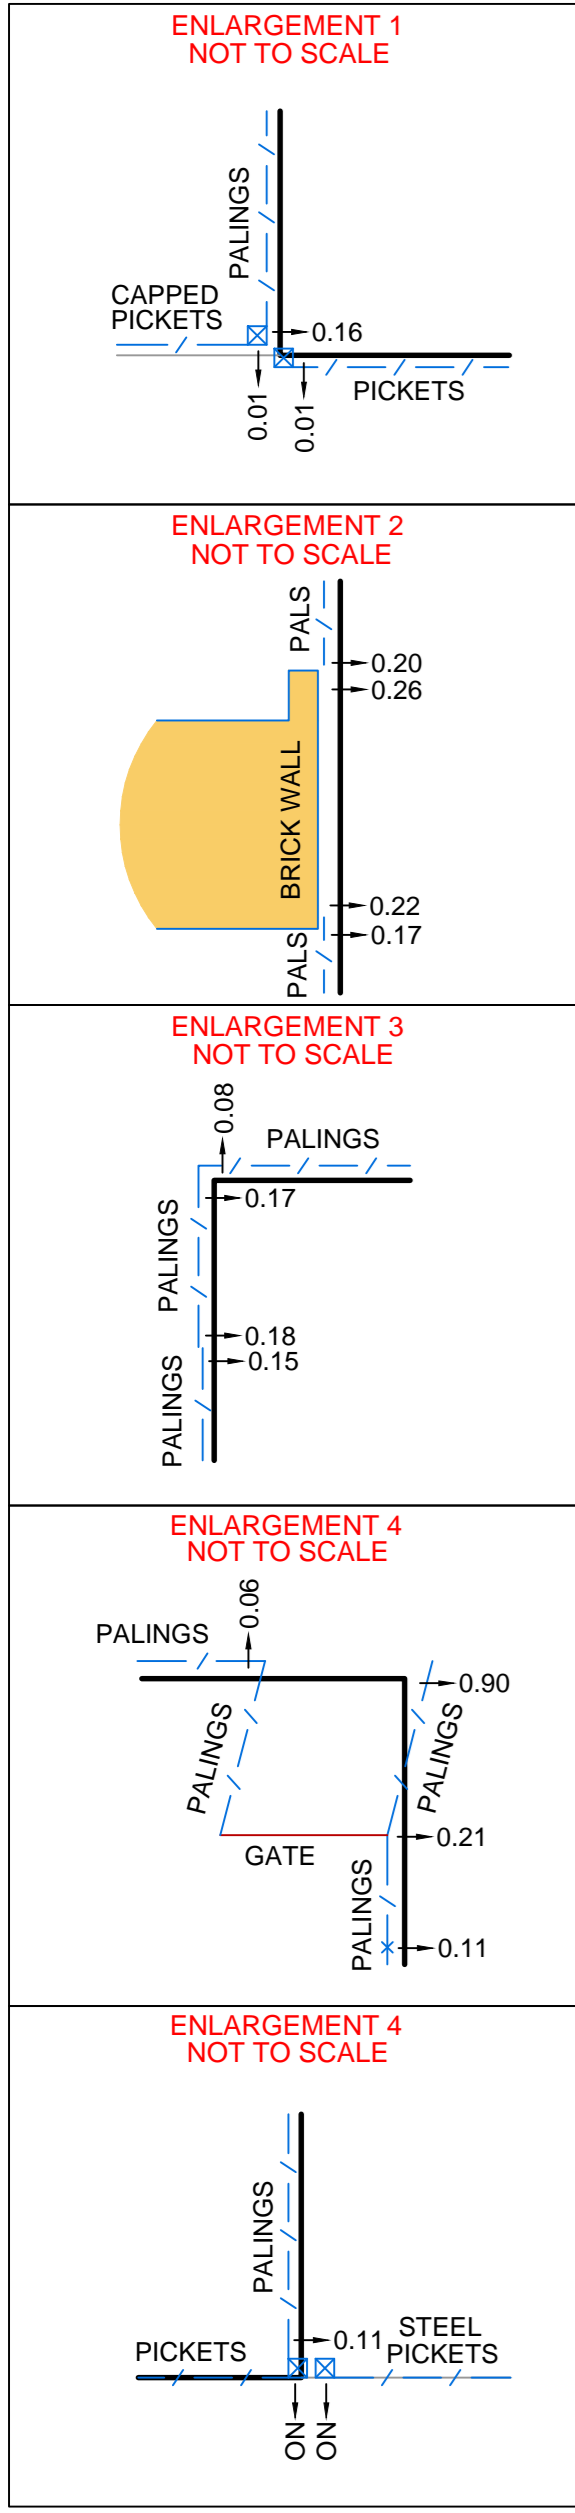 ENLARGEMENT 1
NOT TO SCALE
PALINGS
CAPPED
PICKETS
0.16
0.01
0.01
PICKETS
ENLARGEMENT 2
NOT TO SCALE
PALS
0.20
0.26
BRICK WALL
0.22
0.17
PALS
ENLARGEMENT 3
NOT TO SCALE
0.08
PALINGS
0.17
PALINGS
0.18
0.15
PALINGS
ENLARGEMENT 4
NOT TO SCALE
0.06
PALINGS
0.90
PALINGS
PALINGS
0.21
GATE
PALINGS
0.11
ENLARGEMENT 4
NOT TO SCALE
PALINGS
0.11
STEEL
PICKETS
PICKETS
ON
ON